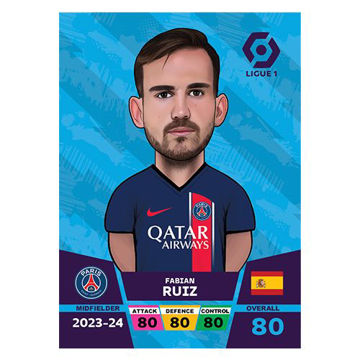 LIGUE 1
QATAR
AIRWAYS
PARIS
FABIAN
RUIZ
MIDFIELDER
ATTACK DEFENCE CONTROL
OVERALL
2023-24
80 80 80
80